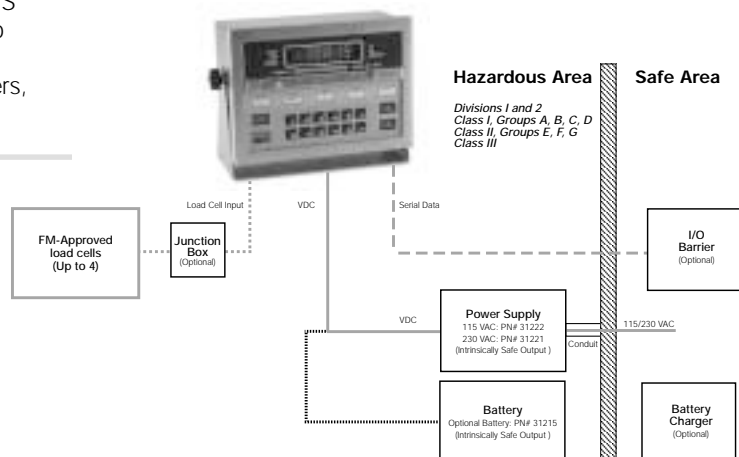 ers,
Hazardous Area
Safe Area
Divisions I and 2
Class I, Groups A, B, C, D
Class II, Groups E, F, G
Class III
Load Cell Input
VDC
Serial Data
FM-Approved
load cells
(Up to 4)
Junction
Box
(Optional)
I/O
Barrier
(Optional)
VDC
Power Supply
115 VAC: PN# 31222
230 VAC: PN# 31221
(Intrinsically Safe Output )
Conduit
115/230 VAC
Battery
Optional Battery: PN# 31215
(Intrinsically Safe Output )
Battery
Charger
(Optional)